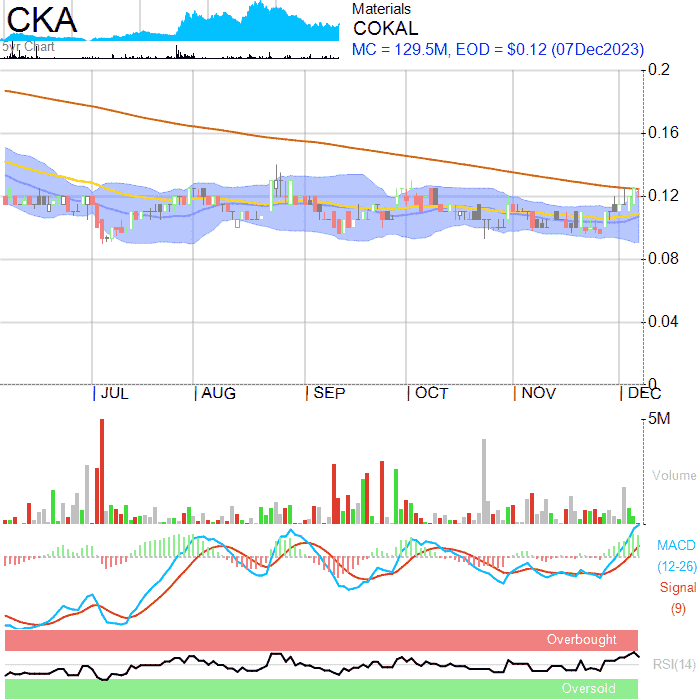 CKA
5yr Chart
Materials
COKAL
MC = 129.5M, EOD = $0.12 (07Dec2023)
0.2
0.16
0.12
0.08
0.04
0
JUL AUG SEP OCT NOV DEC
5M
Volume
MACD
(12-26)
Signal
(9)
Overbought
RSI(14)
Oversold